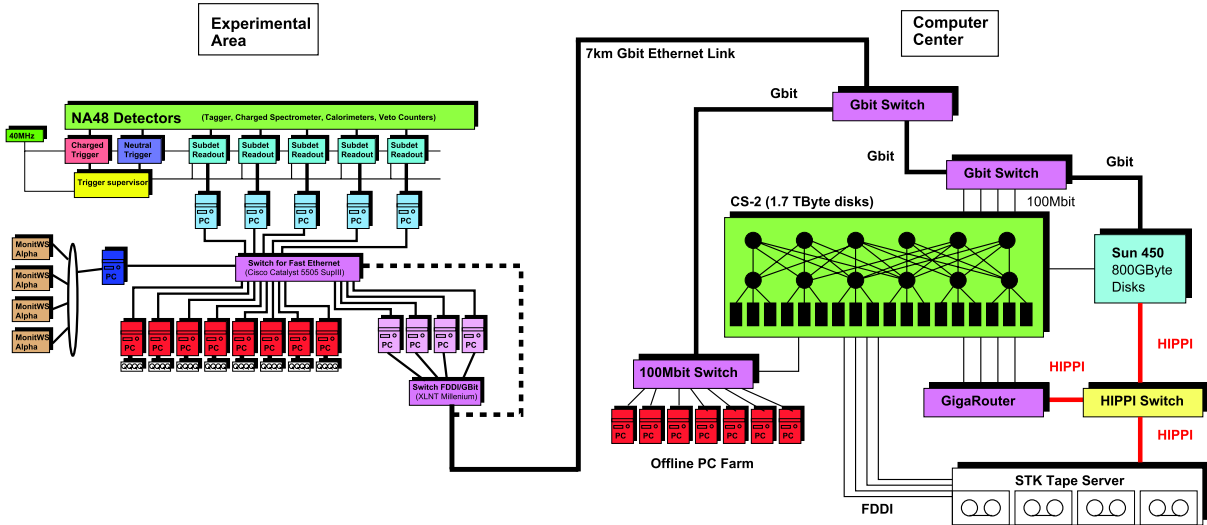 Experimental
Area
Computer
Center
7km Gbit Ethernet Link
Gbit
Gbit Switch
NA48 Detectors (Tagger, Charged Spectrometer, Calorimeters, Veto Counters)
40MHz
Charged
Trigger
Neutral
Trigger
Subdet
Readout
Subdet
Readout
Subdet
Readout
Subdet
Readout
Subdet
Readout
Trigger supervisor
Gbit
Gbit Switch
Gbit
100Mbit
PC
PC
PC
PC
PC
CS-2 (1.7 TByte disks)
MonitWS
Alpha
MonitWS
Alpha
MonitWS
Alpha
MonitWS
Alpha
PC
Switch for Fast Ethernet
(Cisco Catalyst 5505 SupIII)
Sun 450
800GByte
Disks
PC
PC
PC
PC
PC
PC
PC
PC
PC
PC
PC
PC
Switch FDDI/GBit
(XLNT Millenium)
100Mbit Switch
HIPPI
HIPPI
GigaRouter
HIPPI Switch
HIPPI
PC
PC
PC
PC
PC
PC
PC
Offline PC Farm
STK Tape Server
FDDI